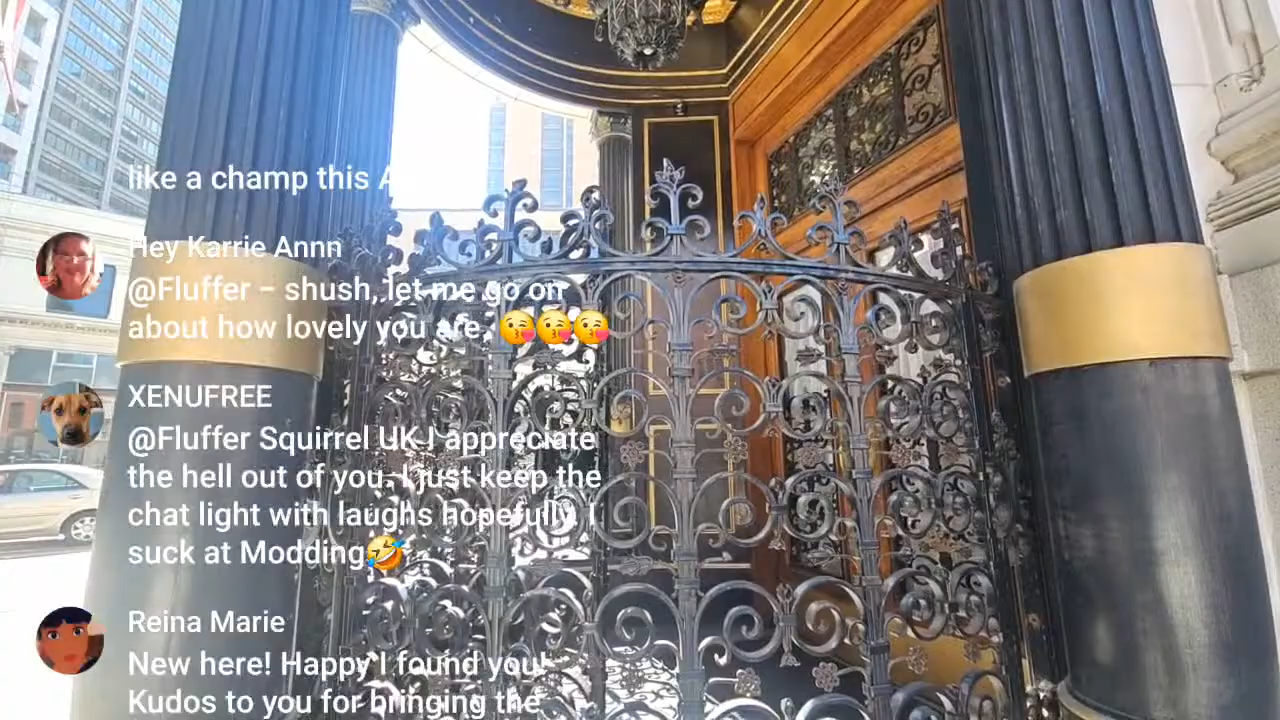 like a champ this A
Hey Karrie Annn
@Fluffer – shush, let me go on
about how lovely you are, 😘😘😘
XENUFREE
@Fluffer Squirrel UK I appreciate
the hell out of you. I just keep the
chat light with laughs hopefully. I
suck at Modding🤣
Reina Marie
New here! Happy I found you!
Kudos to you for bringing the